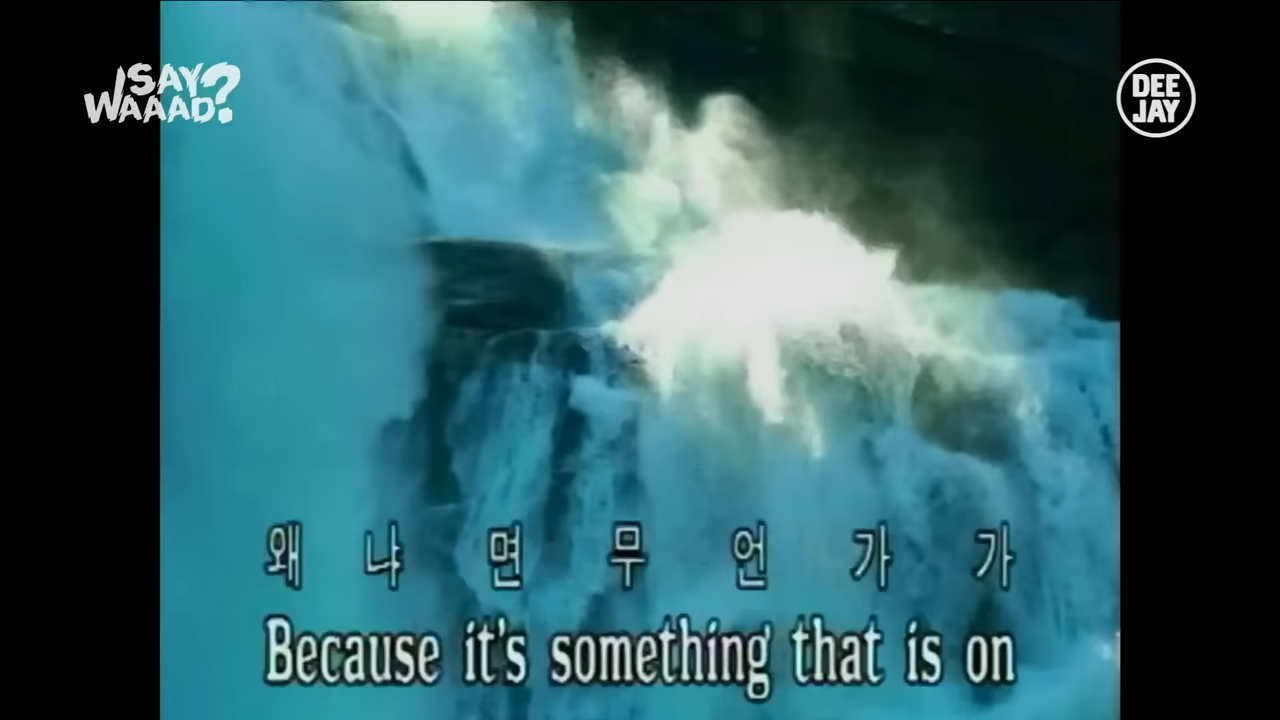 SAY
WAAAD?
DEE
JAY
왜 냐 면 무 언 가 가
Because it's something that is on